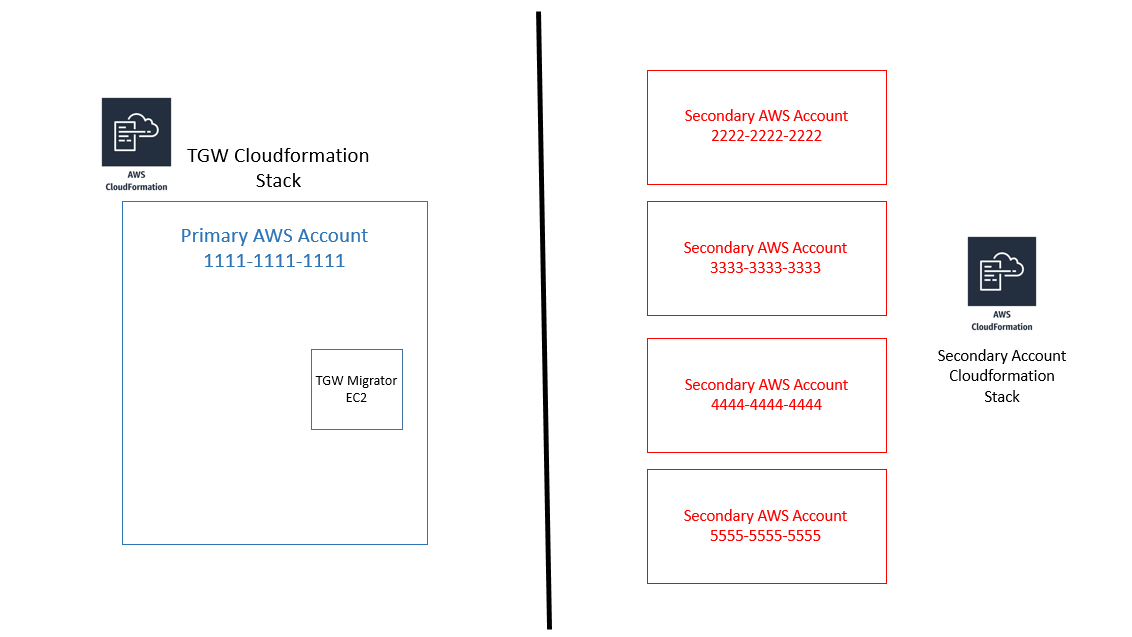 AWS
CloudFormation
TGW Cloudformation
Stack
Primary AWS Account
1111-1111-1111
TGW Migrator
EC2
Secondary AWS Account
2222-2222-2222
Secondary AWS Account
3333-3333-3333
Secondary AWS Account
4444-4444-4444
Secondary AWS Account
5555-5555-5555
AWS
CloudFormation
Secondary Account
Cloudformation
Stack